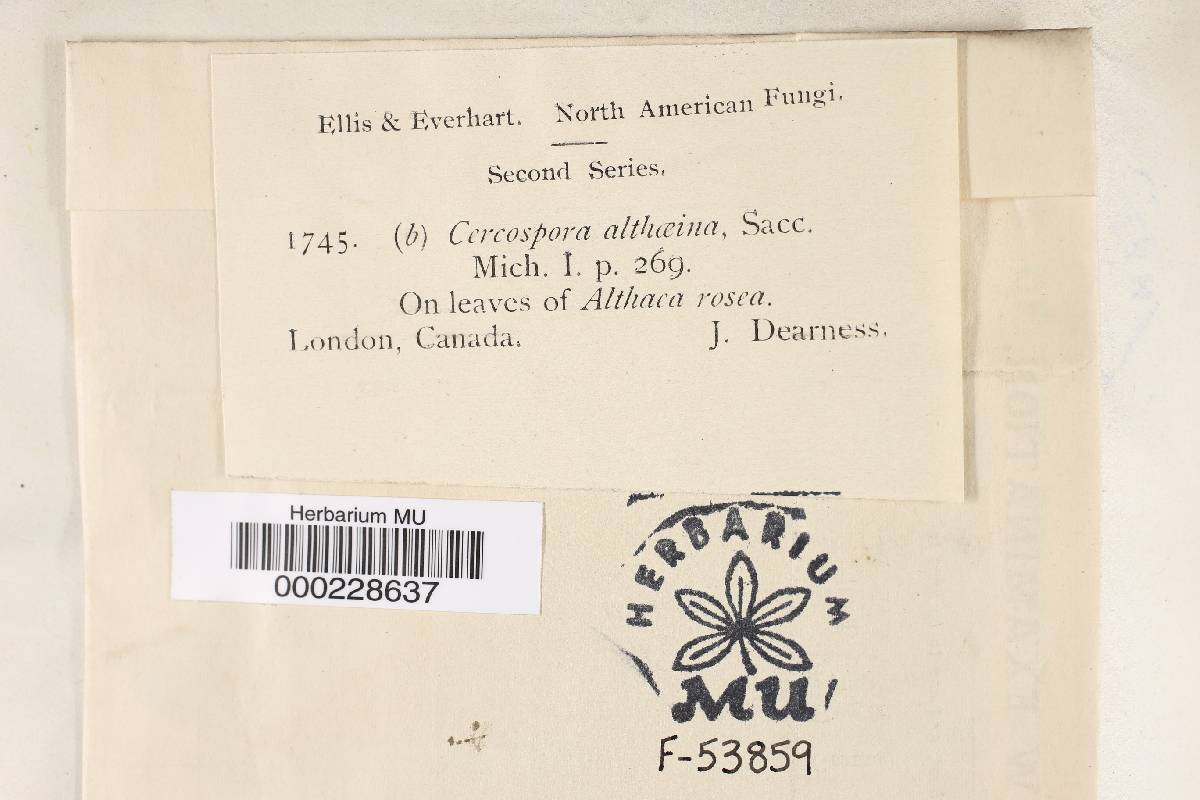 Ellis & Everhart. North American Fungi.
Second Series.
1745. (b) Cercospora althæina, Sacc.
Mich. I. p. 269.
On leaves of Althaea rosea.
London, Canada. J. Dearness.
Herbarium MU
000228637
HERBARIUM
MU
F-53859